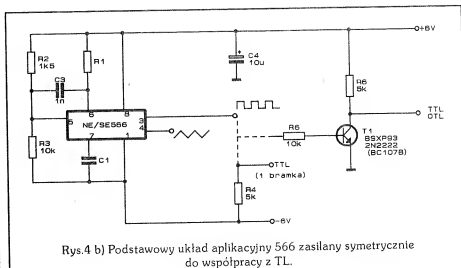 +6V
R2
1k5
R1
C3
1n
C4
10u
R6
5k
6
8
5
NE/SE566
3
4
7
1
TTL
DTL
R5
10k
T1
BSXP93
2N2222
(BC107B)
R3
10k
C1
TTL
(1 bramka)
R4
5k
-6V
Rys.4 b) Podstawowy układ aplikacyjny 566 zasilany symetrycznie
do współpracy z TL.